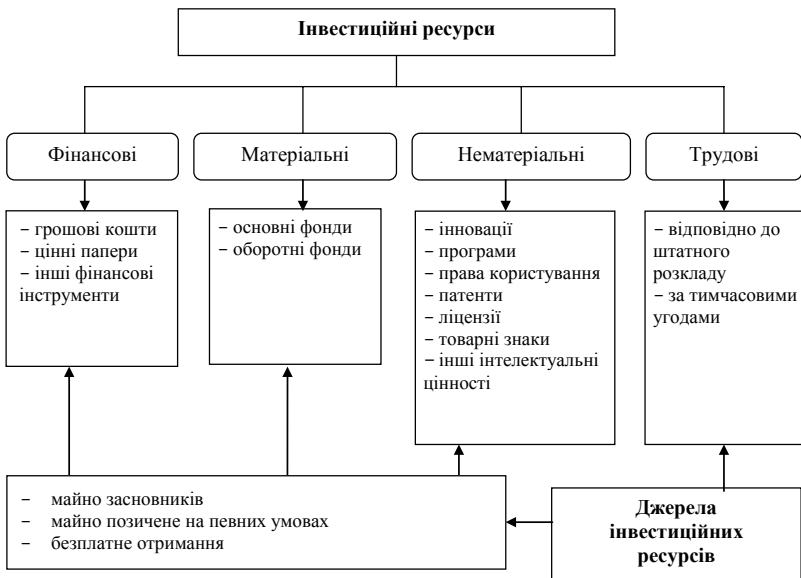 Інвестиційні ресурси
Фінансові
Матеріальні
Нематеріальні
Трудові
– грошові кошти
– цінні папери
– інші фінансові
інструменти
– основні фонди
– оборотні фонди
– інновації
– програми
– права користування
– патенти
– ліцензії
– товарні знаки
– інші інтелектуальні
цінності
– відповідно до
штатного
розкладу
– за тимчасовими
угодами
– майно засновників
– майно позичене на певних умовах
– безплатне отримання
Джерела
інвестиційних
ресурсів